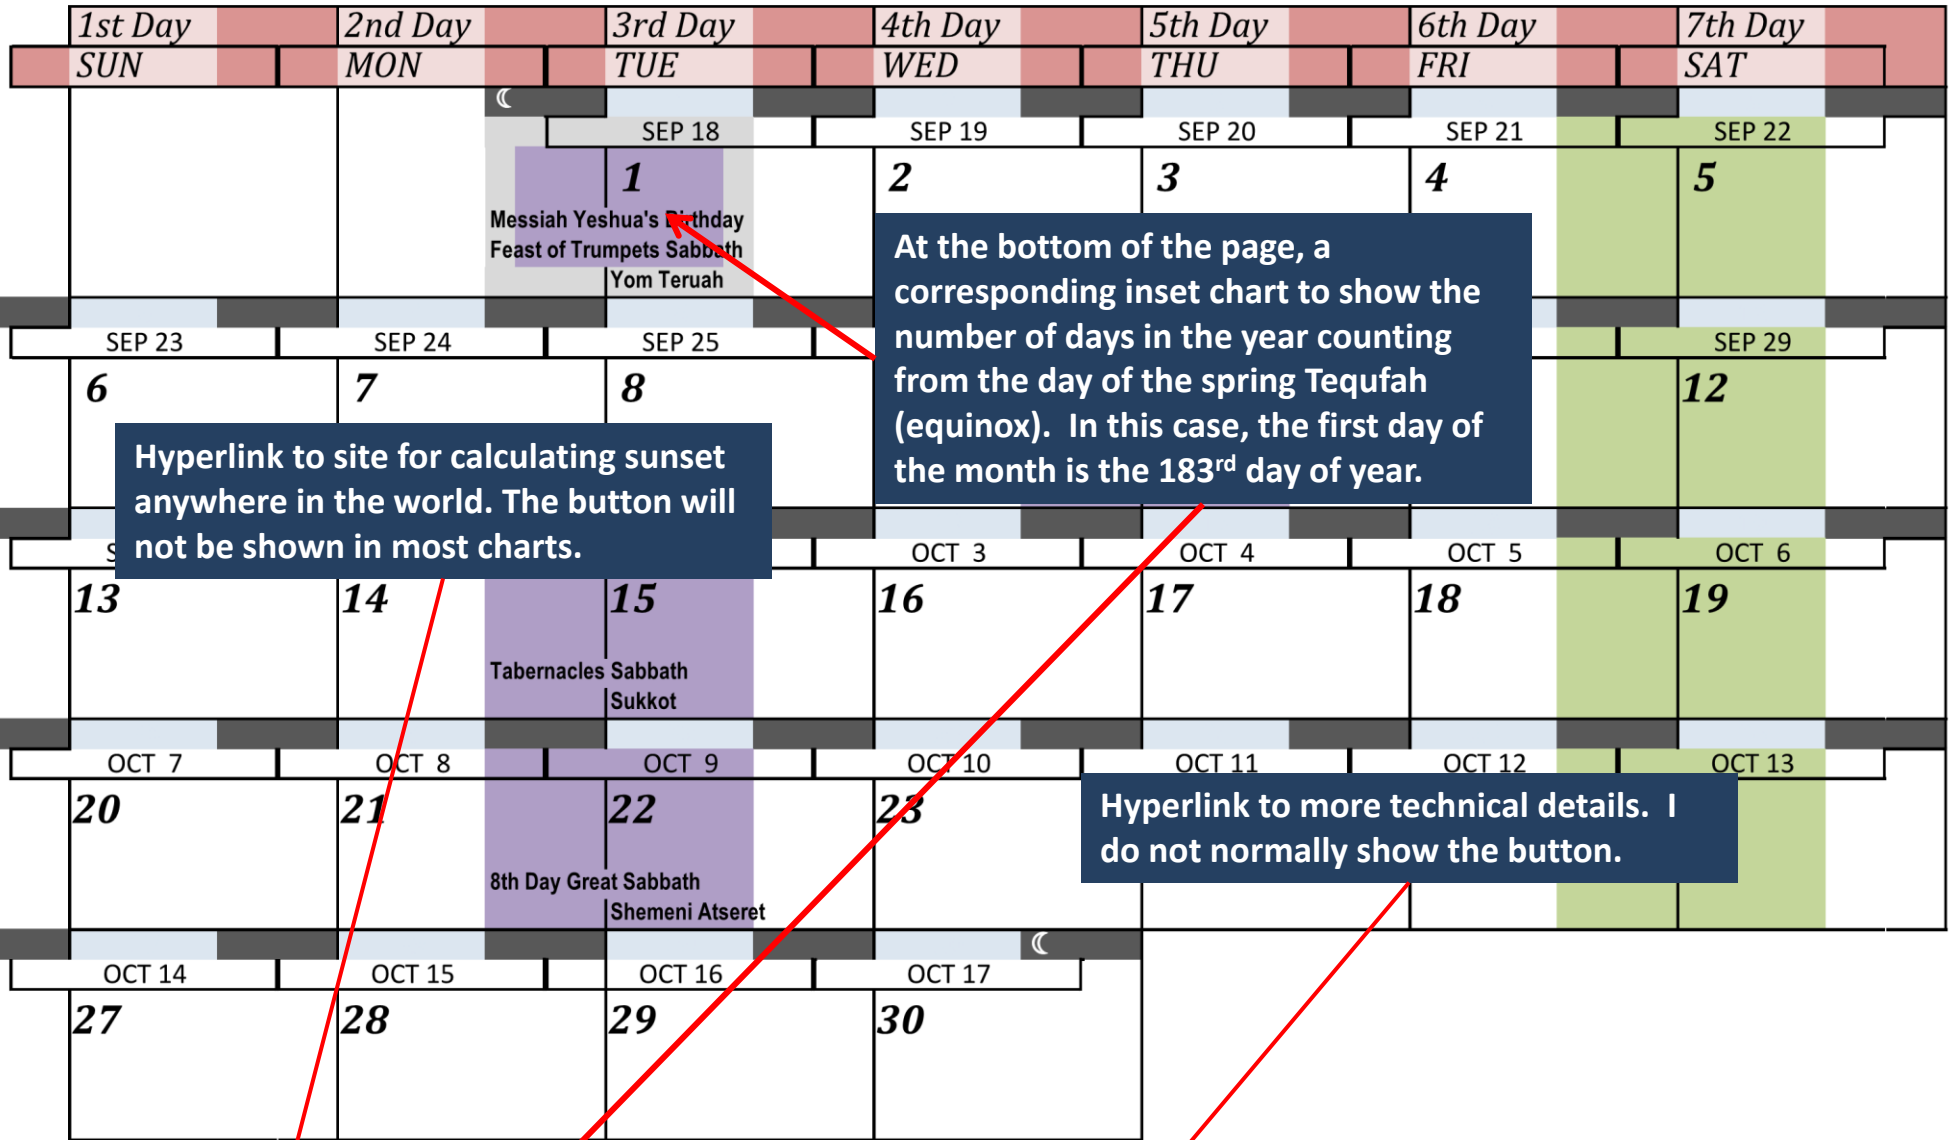 1st Day 2nd Day 3rd Day 4th Day 5th Day 6th Day 7th Day
SUN MON TUE WED THU FRI SAT
SEP 18 SEP 19 SEP 20 SEP 21 SEP 22
1 2 3 4 5
Messiah Yeshua's Birthday
Feast of Trumpets Sabbath
Yom Teruah
At the bottom of the page, a
corresponding inset chart to show the
number of days in the year counting
from the day of the spring Tequfah
(equinox). In this case, the first day of
the month is the 183rd day of year.
SEP 23 SEP 24 SEP 25 SEP 29
6 7 8 12
Hyperlink to site for calculating sunset
anywhere in the world. The button will
not be shown in most charts.
OCT 3 OCT 4 OCT 5 OCT 6
13 14 15 16 17 18 19
Tabernacles Sabbath
Sukkot
OCT 7 OCT 8 OCT 9 OCT 10 OCT 11 OCT 12 OCT 13
20 21 22 23
Hyperlink to more technical details. I
do not normally show the button.
8th Day Great Sabbath
Shemeni Atseret
OCT 14 OCT 15 OCT 16 OCT 17
27 28 29 30